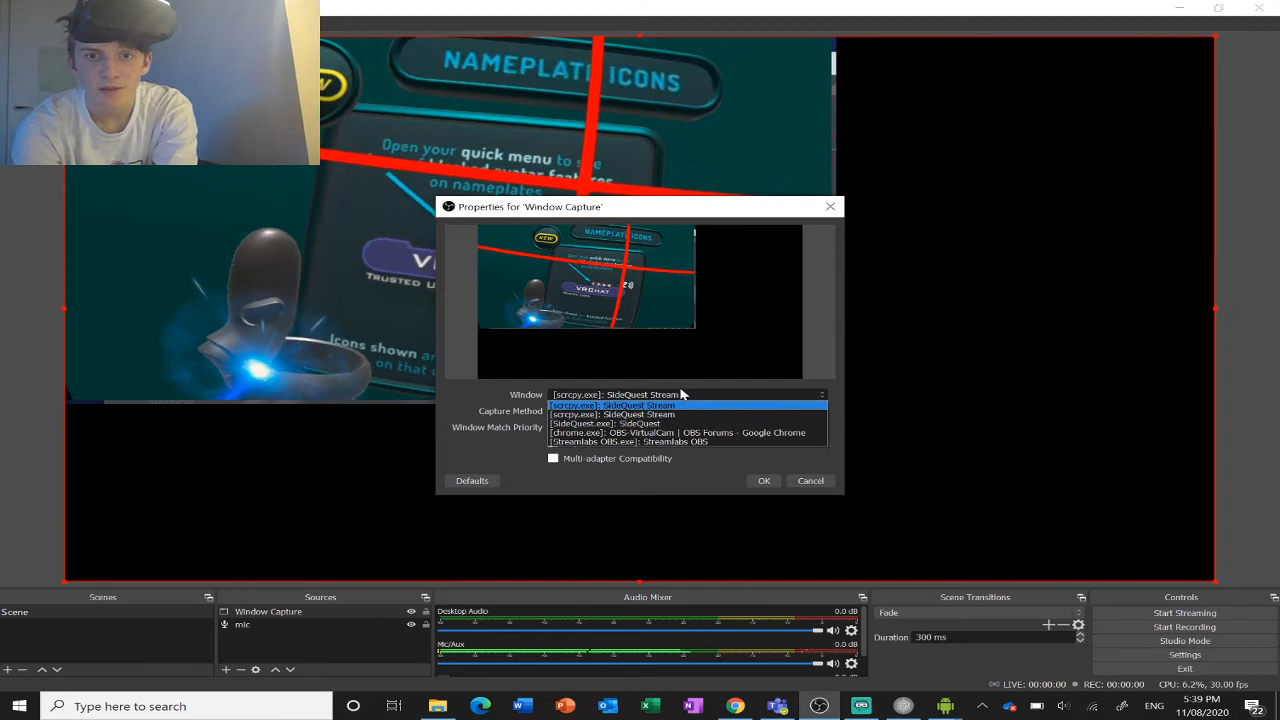 NAMEPLATE ICONS
Open your quick menu to see
avatar features
on nameplates
TRUSTED U
Icons shown
on that
Properties for 'Window Capture'
NAMEPLATE ICONS
NEW
VRCHAT
Window
[scrcpy.exe]: SideQuest Stream
[scrcpy.exe]: SideQuest Stream
[scrcpy.exe]: SideQuest Stream
[SideQuest.exe]: SideQuest
[chrome.exe]: OBS-VirtualCam | OBS Forums - Google Chrome
[Streamlabs OBS.exe]: Streamlabs OBS
Capture Method
Window Match Priority
Multi-adapter Compatibility
Defaults
OK
Cancel
Scenes
Scene
Sources
Window Capture
mic
Audio Mixer
Desktop Audio
0.0 dB
Mic/Aux
0.0 dB
Scene Transitions
Fade
Duration
300 ms
Controls
Start Streaming
Start Recording
Studio Mode
Settings
Exit
LIVE: 00:00:00
REC: 00:00:00
CPU: 6.2%, 30.00 fps
Type here to search
ENG
5:39 PM
11/08/2020
22